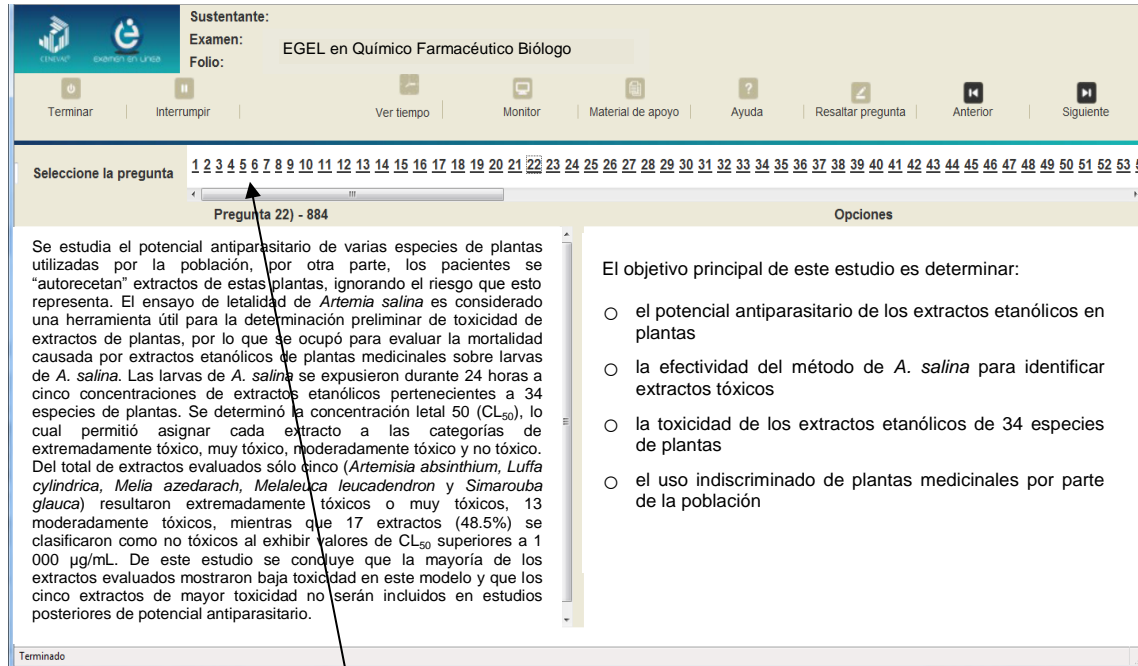 Sustentante:
Examen:
EGEL en Químico Farmacéutico Biólogo
Folio:
CENEVAL®
examen en línea
Terminar
Interrumpir
Ver tiempo
Monitor
Material de apoyo
Ayuda
Resaltar pregunta
Anterior
Siguiente
Seleccione la pregunta
1 2 3 4 5 6 7 8 9 10 11 12 13 14 15 16 17 18 19 20 21 22 23 24 25 26 27 28 29 30 31 32 33 34 35 36 37 38 39 40 41 42 43 44 45 46 47 48 49 50 51 52 53
Pregunta 22) - 884
Se estudia el potencial antiparasitario de varias especies de plantas
utilizadas por la población, por otra parte, los pacientes se
“autorecetan” extractos de estas plantas, ignorando el riesgo que esto
representa. El ensayo de letalidad de Artemia salina es considerado
una herramienta útil para la determinación preliminar de toxicidad de
extractos de plantas, por lo que se ocupó para evaluar la mortalidad
causada por extractos etanólicos de plantas medicinales sobre larvas
de A. salina. Las larvas de A. salina se expusieron durante 24 horas a
cinco concentraciones de extractos etanólicos pertenecientes a 34
especies de plantas. Se determinó la concentración letal 50 (CL50), lo
cual permitió asignar cada extracto a las categorías de
extremadamente tóxico, muy tóxico, moderadamente tóxico y no tóxico.
Del total de extractos evaluados sólo cinco (Artemisia absinthium, Luffa
cylindrica, Melia azedarach, Melaleuca leucadendron y Simarouba
glauca) resultaron extremadamente tóxicos o muy tóxicos, 13
moderadamente tóxicos, mientras que 17 extractos (48.5%) se
clasificaron como no tóxicos al exhibir valores de CL50 superiores a 1
000 µg/mL. De este estudio se concluye que la mayoría de los
extractos evaluados mostraron baja toxicidad en este modelo y que los
cinco extractos de mayor toxicidad no serán incluidos en estudios
posteriores de potencial antiparasitario.
Opciones
El objetivo principal de este estudio es determinar:
el potencial antiparasitario de los extractos etanólicos en
plantas
la efectividad del método de A. salina para identificar
extractos tóxicos
la toxicidad de los extractos etanólicos de 34 especies
de plantas
el uso indiscriminado de plantas medicinales por parte
de la población
Terminado